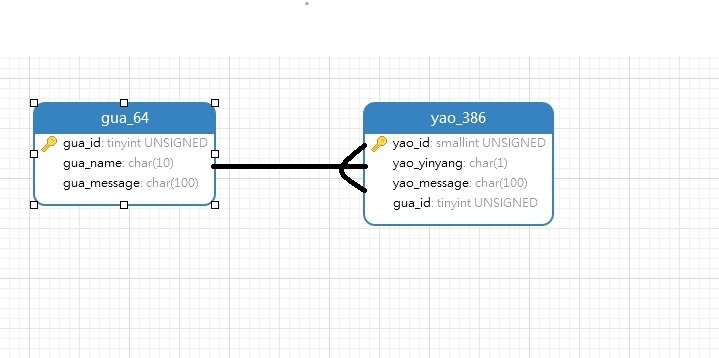 gua_64
gua_id: tinyint UNSIGNED
gua_name: char(10)
gua_message: char(100)
yao_386
yao_id: smallint UNSIGNED
yao_yinyang: char(1)
yao_message: char(100)
gua_id: tinyint UNSIGNED